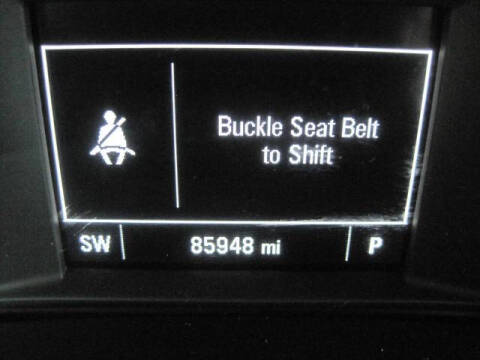 Buckle Seat Belt
to Shift
SW 85948 mi P